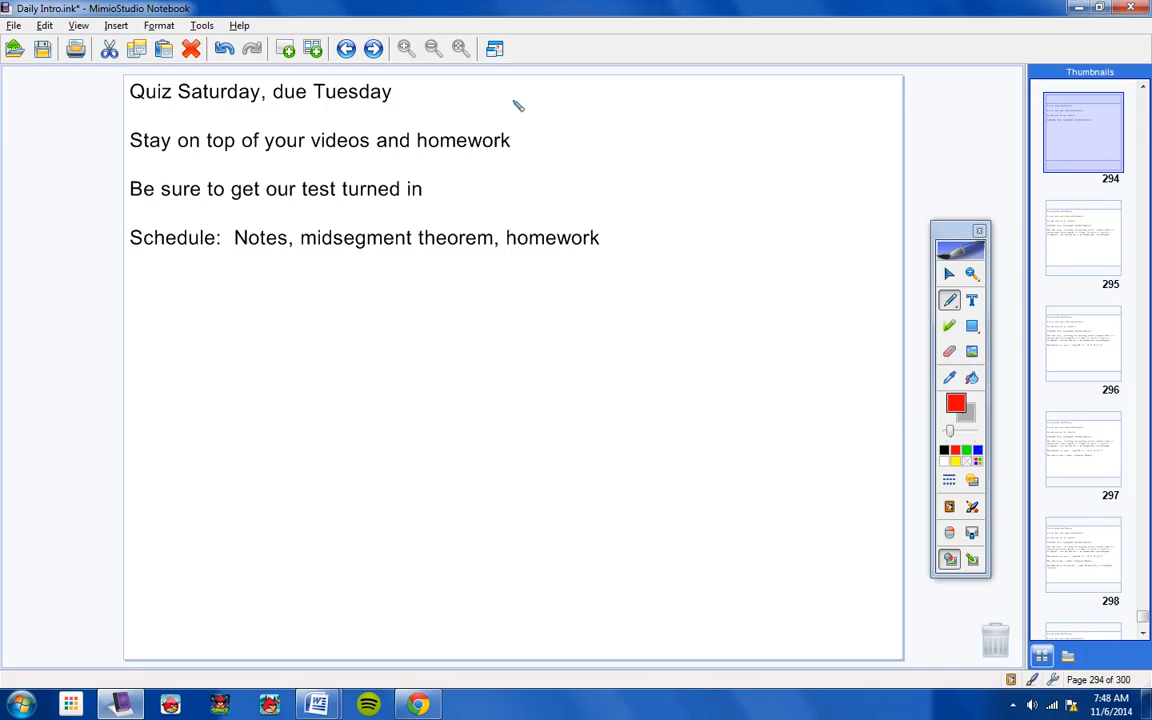 Daily Intro.ink* - MimioStudio Notebook
File Edit View Insert Format Tools Help
Quiz Saturday, due Tuesday
Stay on top of your videos and homework
Be sure to get our test turned in
Schedule:  Notes, midsegment theorem, homework
Thumbnails
294
295
296
297
298
Page 294 of 300
7:48 AM
11/6/2014